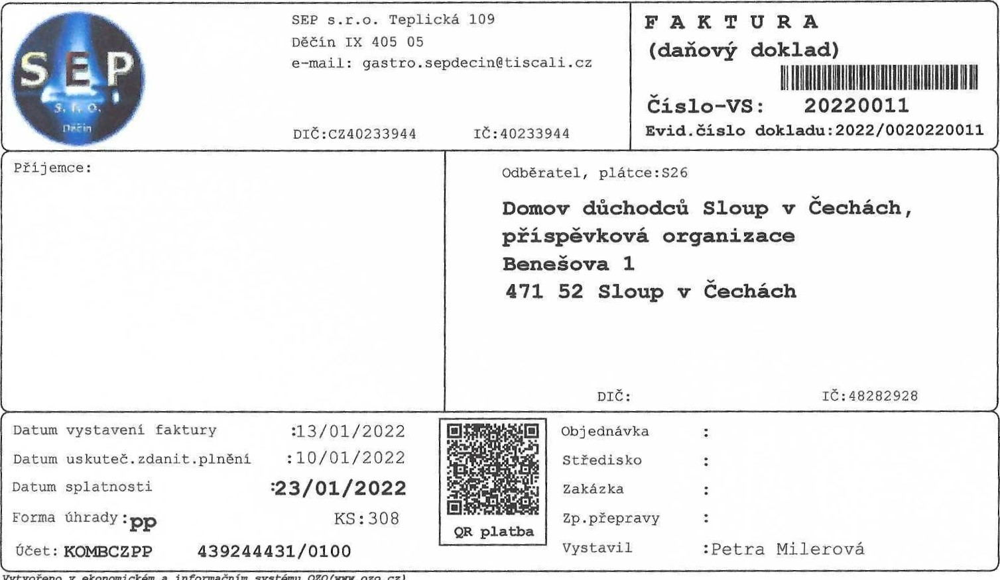 SEP
s. r. o.
Děčín
SEP s.r.o. Teplická 109
Děčín IX 405 05
e-mail: gastro.sepdecin@tiscali.cz
DIČ:CZ40233944 IČ:40233944
F A K T U R A
(daňový doklad)
Číslo-VS: 20220011
Evid.číslo dokladu:2022/0020220011
Příjemce:
Odběratel, plátce:S26
Domov důchodců Sloup v Čechách,
příspěvková organizace
Benešova 1
471 52 Sloup v Čechách
DIČ: IČ:48282928
Datum vystavení faktury :13/01/2022
Datum uskuteč.zdanit.plnění :10/01/2022
Datum splatnosti :23/01/2022
Forma úhrady:pp KS:308
Účet: KOMBCZPP 439244431/0100
QR platba
Objednávka :
Středisko :
Zakázka :
Zp.přepravy :
Vystavil :Petra Milerová
Vytvořeno v ekonomickém a informačním systému OZO(www.ozo.cz)